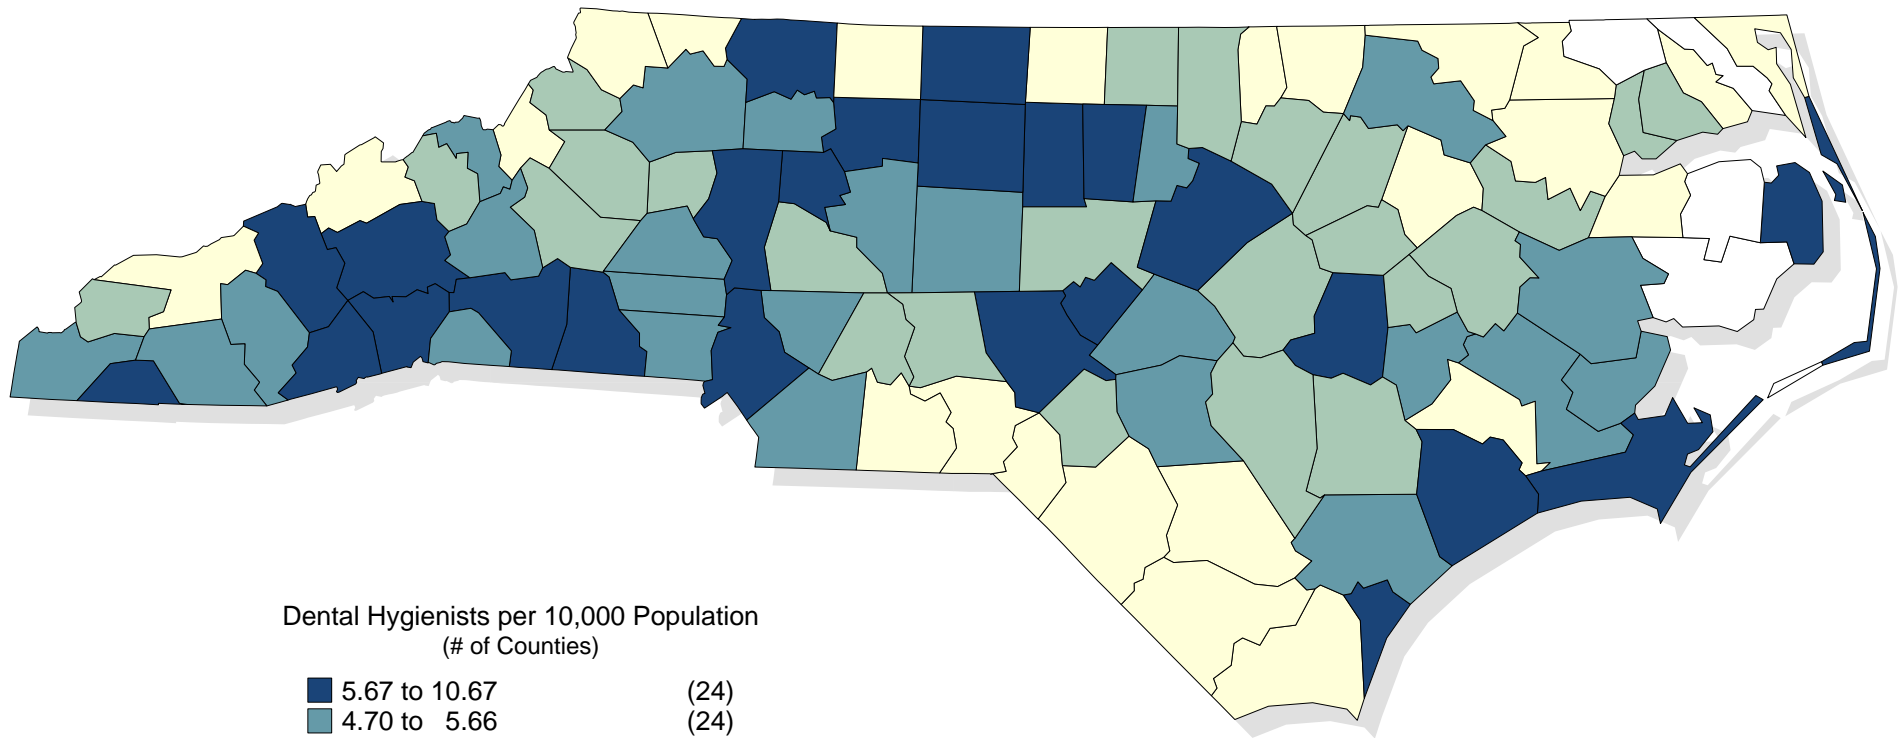 Dental Hygienists per 10,000 Population
(# of Counties)
5.67 to 10.67 (24)
4.70 to 5.66 (24)